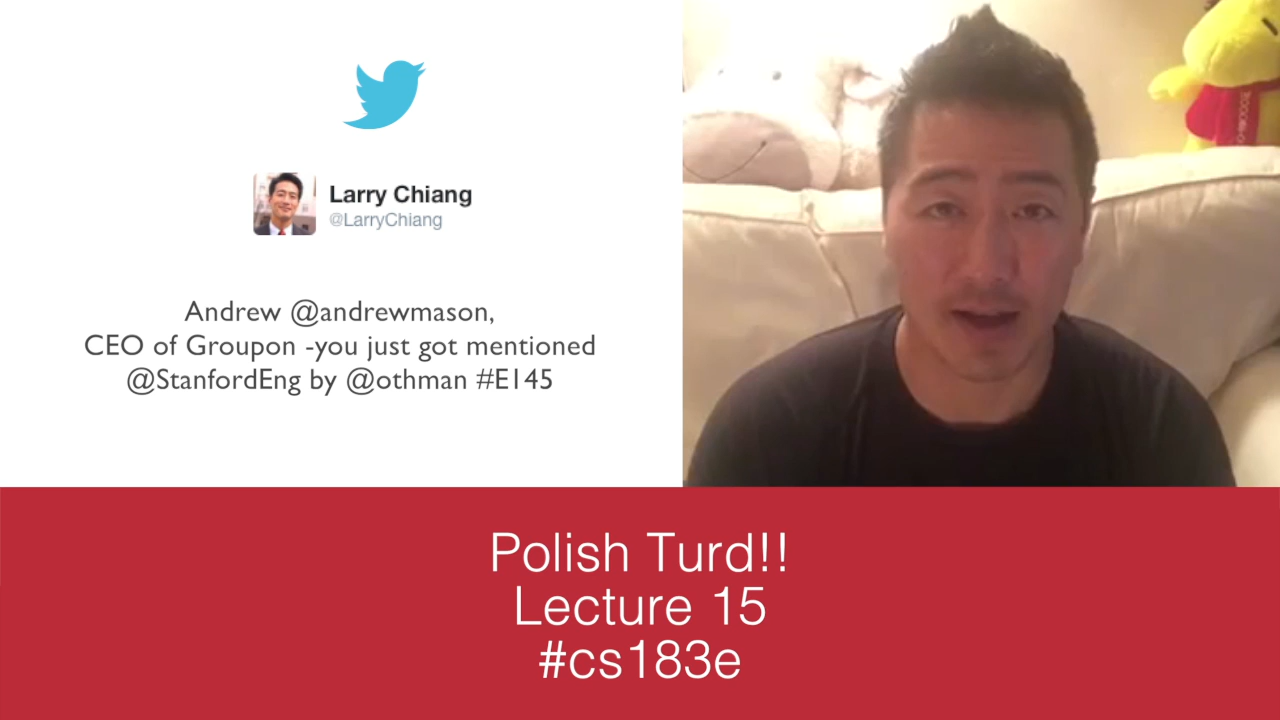 Larry Chiang
@LarryChiang
Andrew @andrewmason,
CEO of Groupon -you just got mentioned
@StanfordEng by @othman #E145
Polish Turd!!
Lecture 15
#cs183e